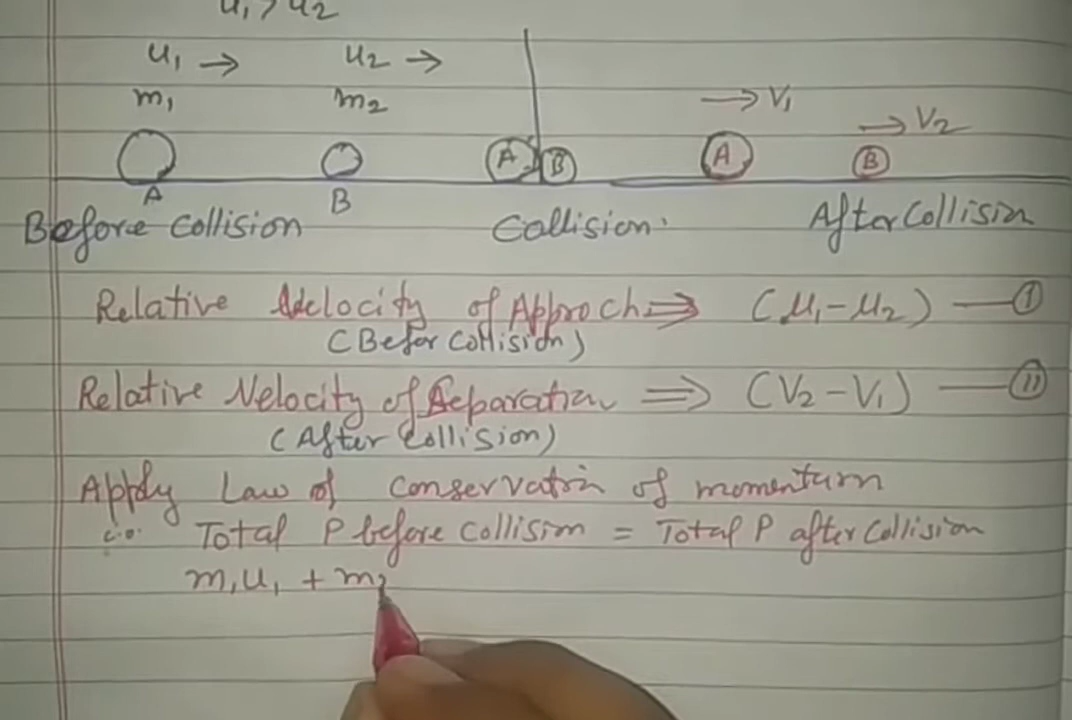 u₁ > u₂
u₁ → u₂ →
m₁ m₂ → V₁
→ V₂
A B A B
A B
Before collision Collision. After Collision
Relative Velocity of Approch ⇒ (u₁-u₂) — I
(Befor Collision)
Relative Velocity of Separation ⇒ (V₂-V₁) — II
(After Collision)
Apply Law of conservation of momentum
Total P before collision = Total P after Collision
m₁u₁ + m₂